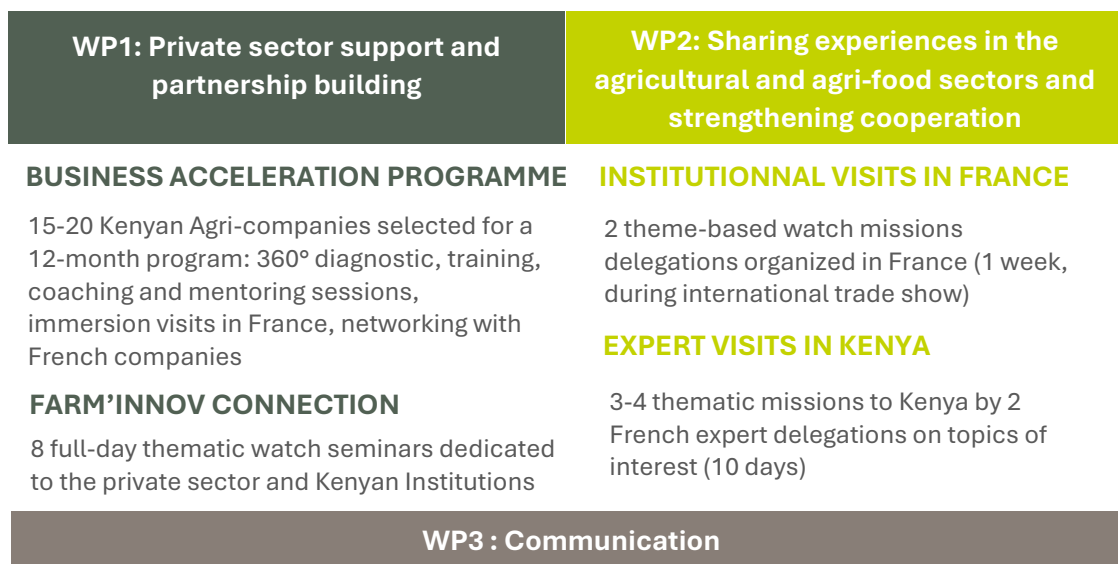 WP1: Private sector support and
partnership building
BUSINESS ACCELERATION PROGRAMME
15-20 Kenyan Agri-companies selected for a
12-month program: 360° diagnostic, training,
coaching and mentoring sessions,
immersion visits in France, networking with
French companies
FARM’INNOV CONNECTION
8 full-day thematic watch seminars dedicated
to the private sector and Kenyan Institutions
WP2: Sharing experiences in the
agricultural and agri-food sectors and
strengthening cooperation
INSTITUTIONNAL VISITS IN FRANCE
2 theme-based watch missions
delegations organized in France (1 week,
during international trade show)
EXPERT VISITS IN KENYA
3-4 thematic missions to Kenya by 2
French expert delegations on topics of
interest (10 days)
WP3 : Communication